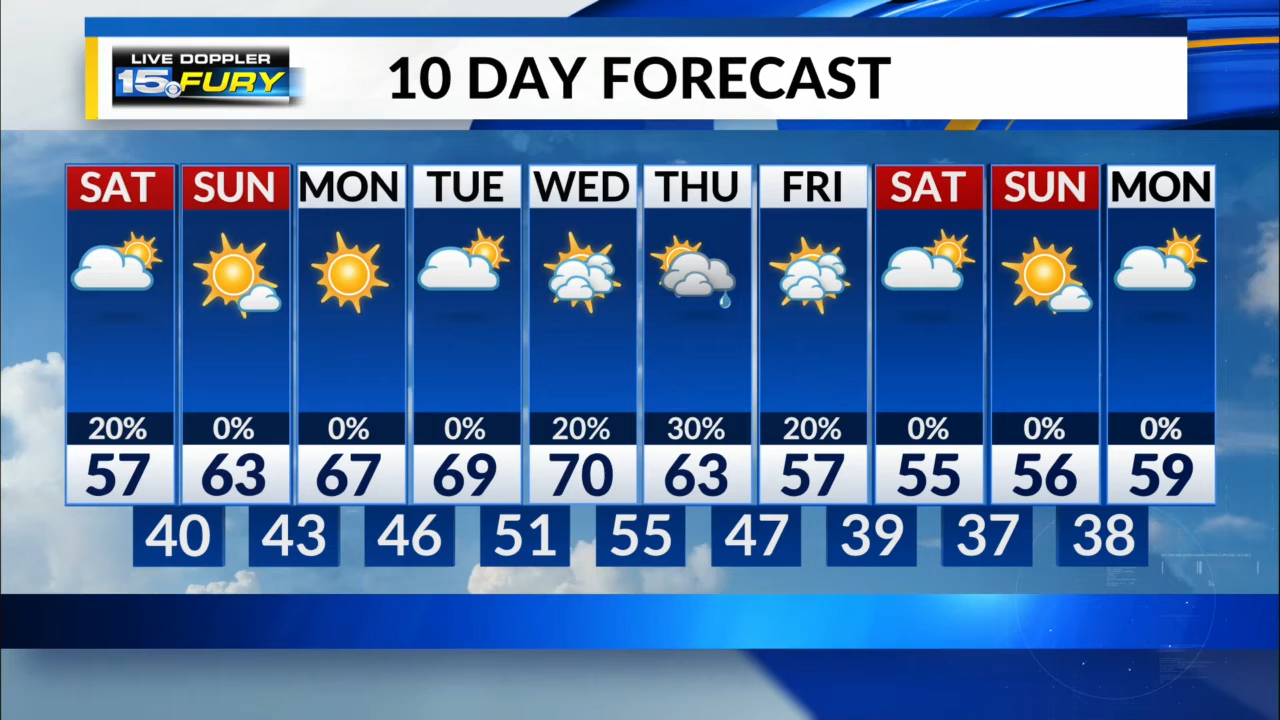 LIVE DOPPLER
15 FURY
10 DAY FORECAST
SAT SUN MON TUE WED THU FRI SAT SUN MON
20% 0% 0% 0% 20% 30% 20% 0% 0% 0%
57 63 67 69 70 63 57 55 56 59
40 43 46 51 55 47 39 37 38